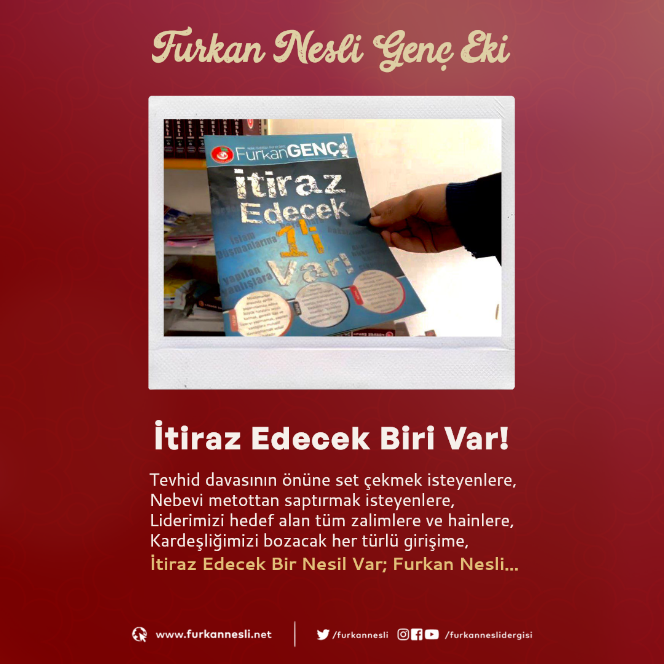 Furkan Nesli Genç Eki
FurkanGENÇ
İtiraz
Edecek
1'i
Var!
İtiraz Edecek Biri Var!
Tevhid davasının önüne set çekmek isteyenlere,
Nebevi metottan saptırmak isteyenlere,
Liderimizi hedef alan tüm zalimlere ve hainlere,
Kardeşliğimizi bozacak her türlü girişime,
İtiraz Edecek Bir Nesil Var; Furkan Nesli...
www.furkannesli.net
/furkannesli
/furkanneslidergisi